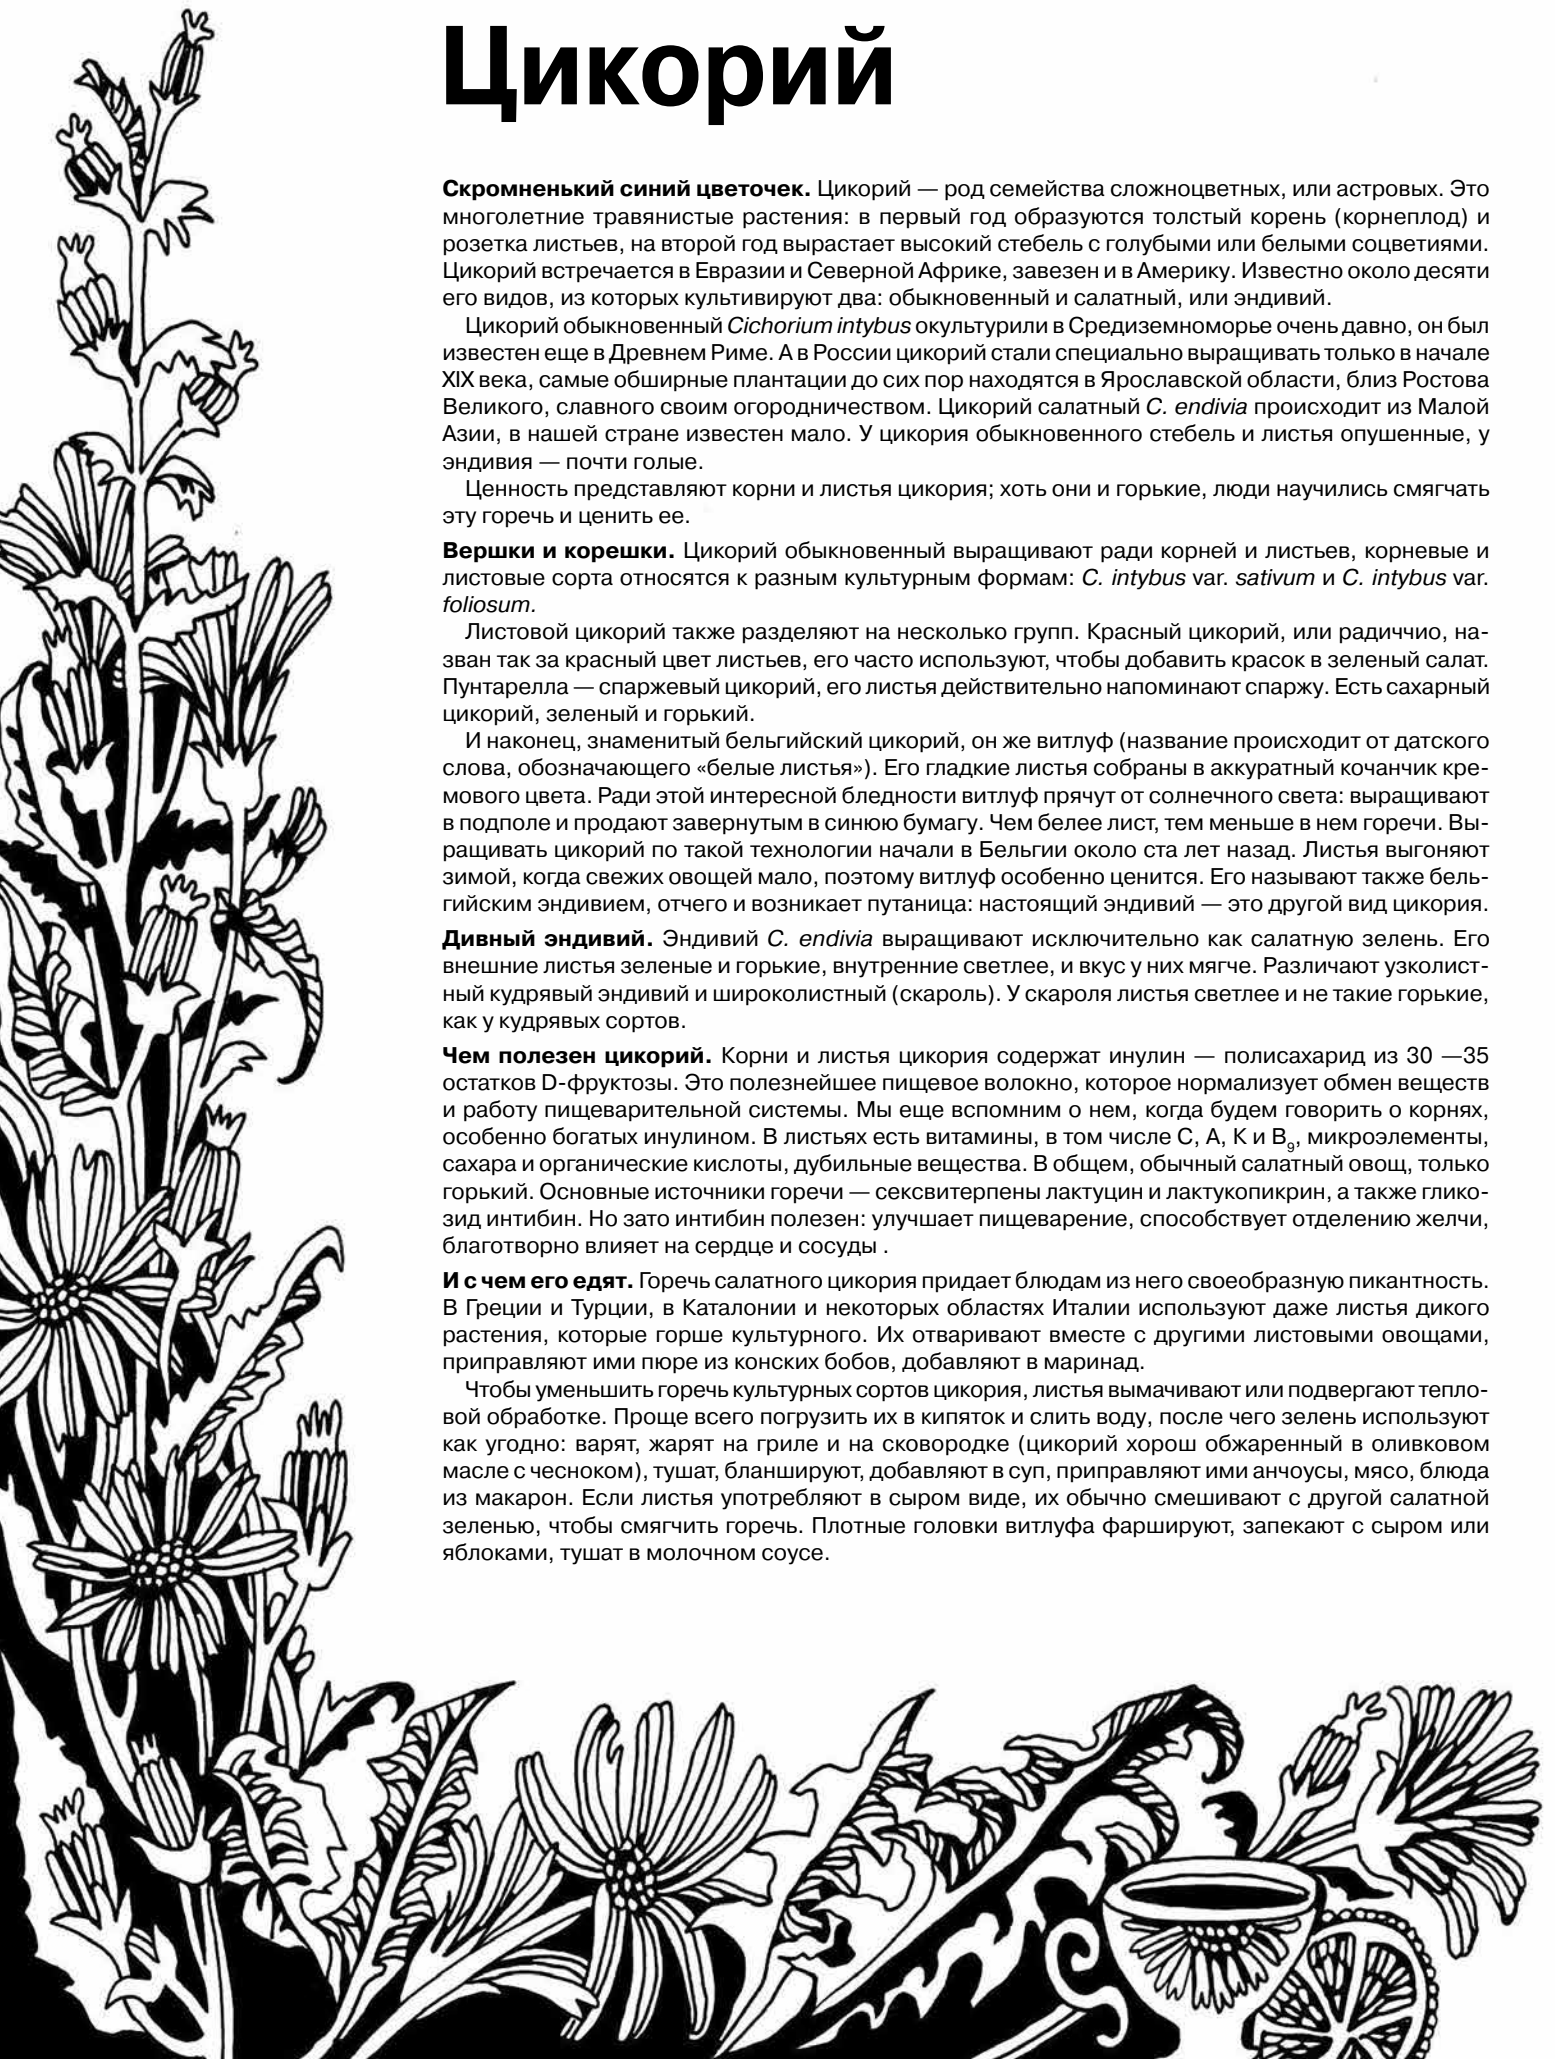 Цикорий
Скромненький синий цветочек. Цикорий — род семейства сложноцветных, или астровых. Это
многолетние травянистые растения: в первый год образуются толстый корень (корнеплод) и
розетка листьев, на второй год вырастает высокий стебель с голубыми или белыми соцветиями.
Цикорий встречается в Евразии и Северной Африке, завезен и в Америку. Известно около десяти
его видов, из которых культивируют два: обыкновенный и салатный, или эндивий.
Цикорий обыкновенный Cichorium intybus окультурили в Средиземноморье очень давно, он был
известен еще в Древнем Риме. А в России цикорий стали специально выращивать только в начале
XIX века, самые обширные плантации до сих пор находятся в Ярославской области, близ Ростова
Великого, славного своим огородничеством. Цикорий салатный C. endivia происходит из Малой
Азии, в нашей стране известен мало. У цикория обыкновенного стебель и листья опушенные, у
эндивия — почти голые.
Ценность представляют корни и листья цикория; хоть они и горькие, люди научились смягчать
эту горечь и ценить ее.
Вершки и корешки. Цикорий обыкновенный выращивают ради корней и листьев, корневые и
листовые сорта относятся к разным культурным формам: C. intybus var. sativum и C. intybus var.
foliosum.
Листовой цикорий также разделяют на несколько групп. Красный цикорий, или радиччио, на-
зван так за красный цвет листьев, его часто используют, чтобы добавить красок в зеленый салат.
Пунтарелла — спаржевый цикорий, его листья действительно напоминают спаржу. Есть сахарный
цикорий, зеленый и горький.
И наконец, знаменитый бельгийский цикорий, он же витлуф (название происходит от датского
слова, обозначающего «белые листья»). Его гладкие листья собраны в аккуратный кочанчик кре-
мового цвета. Ради этой интересной бледности витлуф прячут от солнечного света: выращивают
в подполе и продают завернутым в синюю бумагу. Чем белее лист, тем меньше в нем горечи. Вы-
ращивать цикорий по такой технологии начали в Бельгии около ста лет назад. Листья выгоняют
зимой, когда свежих овощей мало, поэтому витлуф особенно ценится. Его называют также бель-
гийским эндивием, отчего и возникает путаница: настоящий эндивий — это другой вид цикория.
Дивный эндивий. Эндивий C. endivia выращивают исключительно как салатную зелень. Его
внешние листья зеленые и горькие, внутренние светлее, и вкус у них мягче. Различают узколист-
ный кудрявый эндивий и широколистный (скароль). У скароля листья светлее и не такие горькие,
как у кудрявых сортов.
Чем полезен цикорий. Корни и листья цикория содержат инулин — полисахарид из 30 —35
остатков D-фруктозы. Это полезнейшее пищевое волокно, которое нормализует обмен веществ
и работу пищеварительной системы. Мы еще вспомним о нем, когда будем говорить о корнях,
особенно богатых инулином. В листьях есть витамины, в том числе С, А, К и В₉, микроэлементы,
сахара и органические кислоты, дубильные вещества. В общем, обычный салатный овощ, только
горький. Основные источники горечи — сексвитерпены лактуцин и лактукопикрин, а также глико-
зид интибин. Но зато интибин полезен: улучшает пищеварение, способствует отделению желчи,
благотворно влияет на сердце и сосуды .
И с чем его едят. Горечь салатного цикория придает блюдам из него своеобразную пикантность.
В Греции и Турции, в Каталонии и некоторых областях Италии используют даже листья дикого
растения, которые горше культурного. Их отваривают вместе с другими листовыми овощами,
приправляют ими пюре из конских бобов, добавляют в маринад.
Чтобы уменьшить горечь культурных сортов цикория, листья вымачивают или подвергают тепло-
вой обработке. Проще всего погрузить их в кипяток и слить воду, после чего зелень используют
как угодно: варят, жарят на гриле и на сковородке (цикорий хорош обжаренный в оливковом
масле с чесноком), тушат, бланшируют, добавляют в суп, приправляют ими анчоусы, мясо, блюда
из макарон. Если листья употребляют в сыром виде, их обычно смешивают с другой салатной
зеленью, чтобы смягчить горечь. Плотные головки витлуфа фаршируют, запекают с сыром или
яблоками, тушат в молочном соусе.